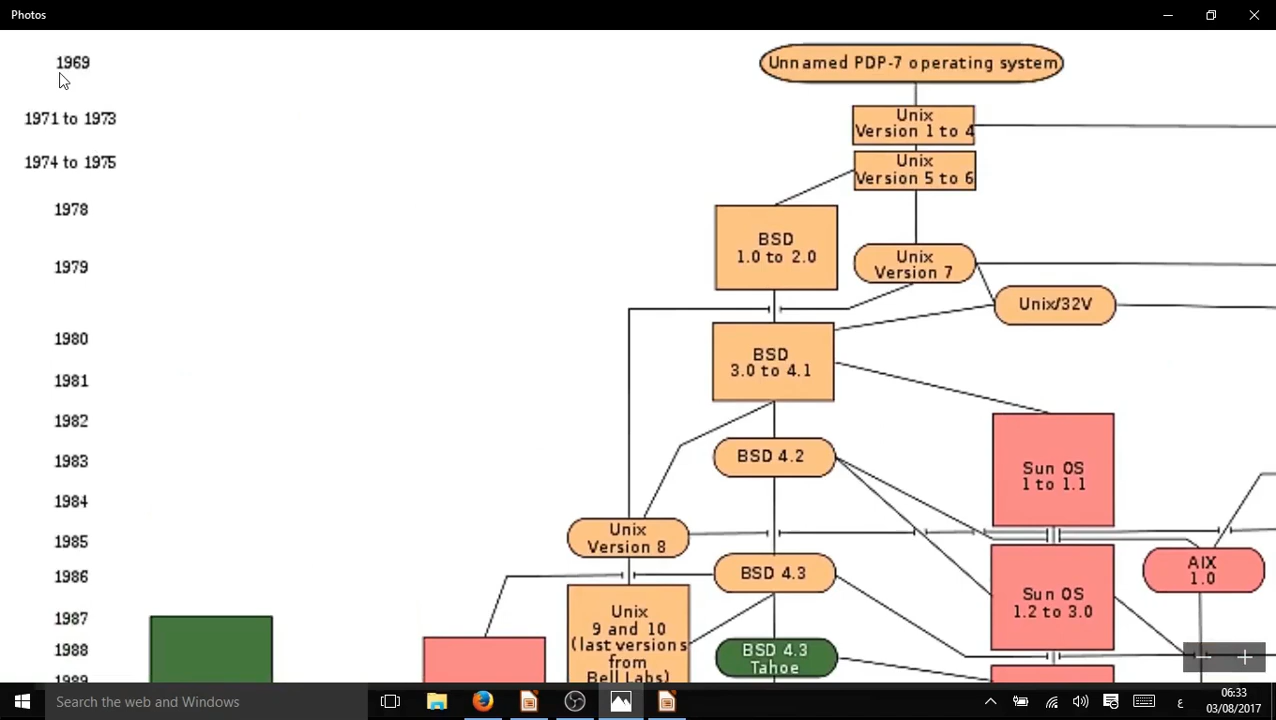 Photos
1969
Unnamed PDP-7 operating system
1971 to 1973
Unix
Version 1 to 4
1974 to 1975
Unix
Version 5 to 6
1978
BSD
1.0 to 2.0
1979
Unix
Version 7
Unix/32V
1980
BSD
3.0 to 4.1
1981
1982
1983
BSD 4.2
Sun OS
1 to 1.1
1984
1985
Unix
Version 8
1986
BSD 4.3
AIX
1.0
Sun OS
1.2 to 3.0
1987
Unix
9 and 10
(last versions
from
Bell Labs)
1988
BSD 4.3
Tahoe
1989
Search the web and Windows
ع
06:33
03/08/2017